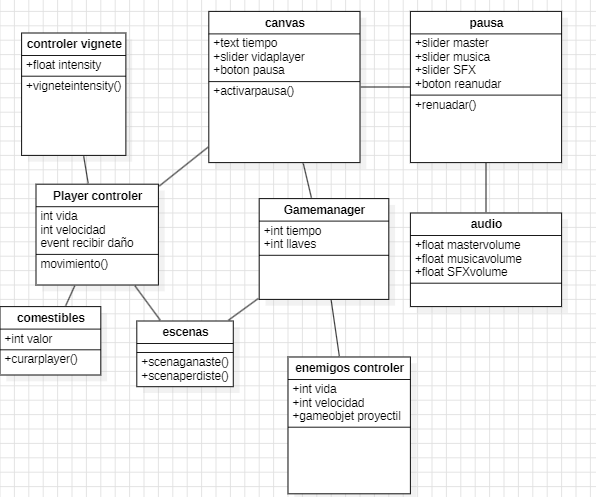 controler vignete
+float intensity
+vigneteintensity()
canvas
+text tiempo
+slider vidaplayer
+boton pausa
+activarpausa()
pausa
+slider master
+slider musica
+slider SFX
+boton reanudar
+renuadar()
Player controler
int vida
int velocidad
event recibir daño
movimiento()
Gamemanager
+int tiempo
+int llaves
audio
+float mastervolume
+float musicavolume
+float SFXvolume
comestibles
+int valor
+curarplayer()
escenas
+scenaganaste()
+scenaperdiste()
enemigos controler
+int vida
+int velocidad
+gameobjet proyectil